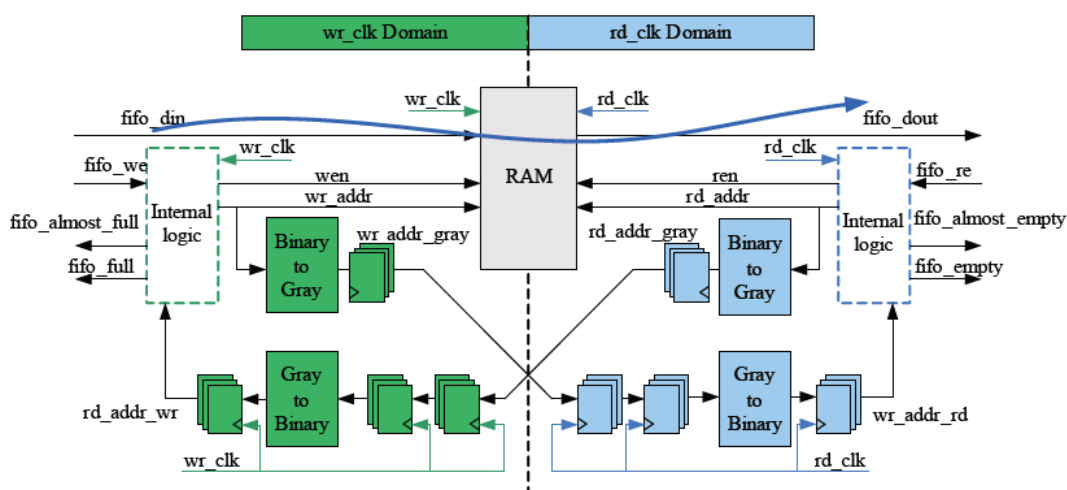 wr_clk Domain
rd_clk Domain
wr_clk
rd_clk
fifo_din
fifo_dout
wr_clk
rd_clk
fifo_we
wen
RAM
ren
fifo_re
wr_addr
rd_addr
Internal
logic
Internal
logic
fifo_almost_full
fifo_almost_empty
wr_addr_gray
rd_addr_gray
Binary
to
Gray
Binary
to
Gray
fifo_full
fifo_empty
Gray
to
Binary
Gray
to
Binary
rd_addr_wr
wr_addr_rd
wr_clk
rd_clk